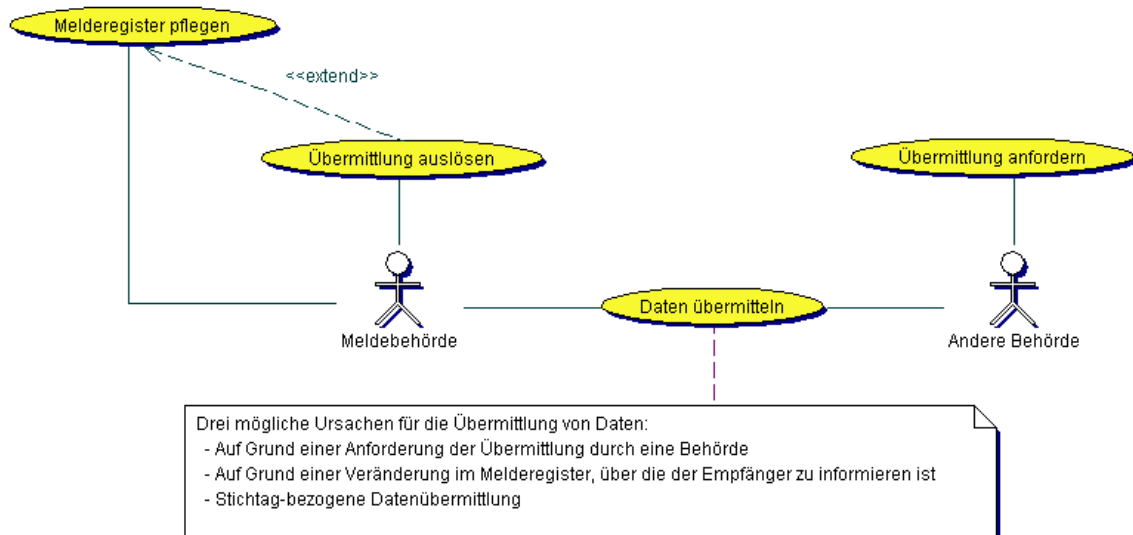 Melderegister pflegen
<<extend>>
Übermittlung auslösen
Übermittlung anfordern
Daten übermitteln
Meldebehörde
Andere Behörde
Drei mögliche Ursachen für die Übermittlung von Daten:
- Auf Grund einer Anforderung der Übermittlung durch eine Behörde
- Auf Grund einer Veränderung im Melderegister, über die der Empfänger zu informieren ist
- Stichtag-bezogene Datenübermittlung